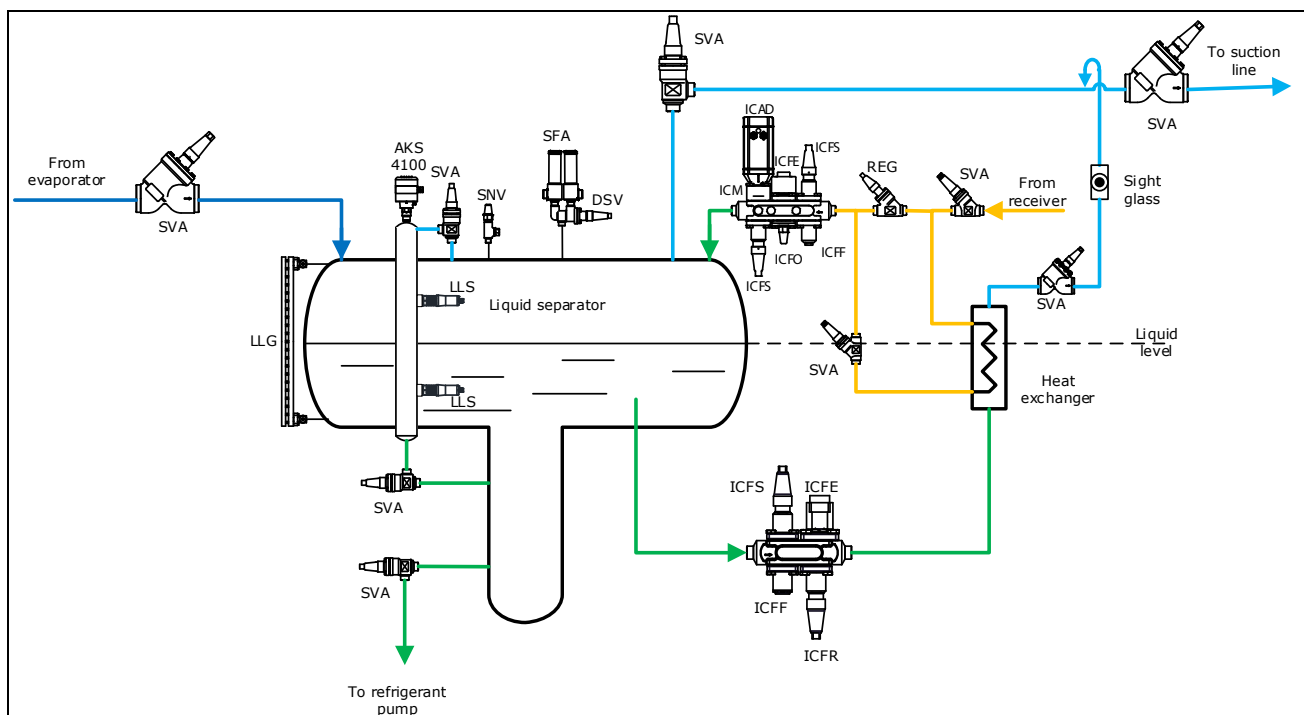 SVA
To suction
line
SVA
ICAD
SFA
ICFE
ICFS
AKS
4100
From
evaporator
SVA
SNV
REG
SVA
From
receiver
Sight
glass
DSV
ICM
SVA
ICFF
ICFO
ICFS
LLS
Liquid separator
SVA
LLG
SVA
Liquid
level
LLS
Heat
exchanger
ICFS
ICFE
SVA
SVA
ICFF
ICFR
To refrigerant
pump